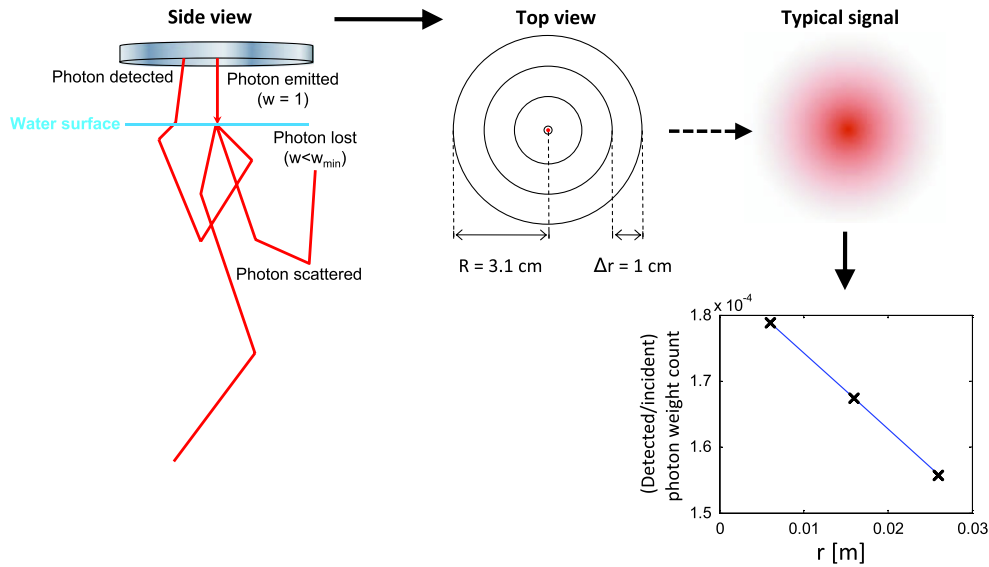 Side view
Top view
Typical signal
Photon detected
Photon emitted
(w = 1)
Water surface
Photon lost
(w<w_min)
Photon scattered
R = 3.1 cm
Δr = 1 cm
x 10^-4
1.8
1.7
1.6
1.5
0
0.01
0.02
0.03
(Detected/incident)
photon weight count
r [m]